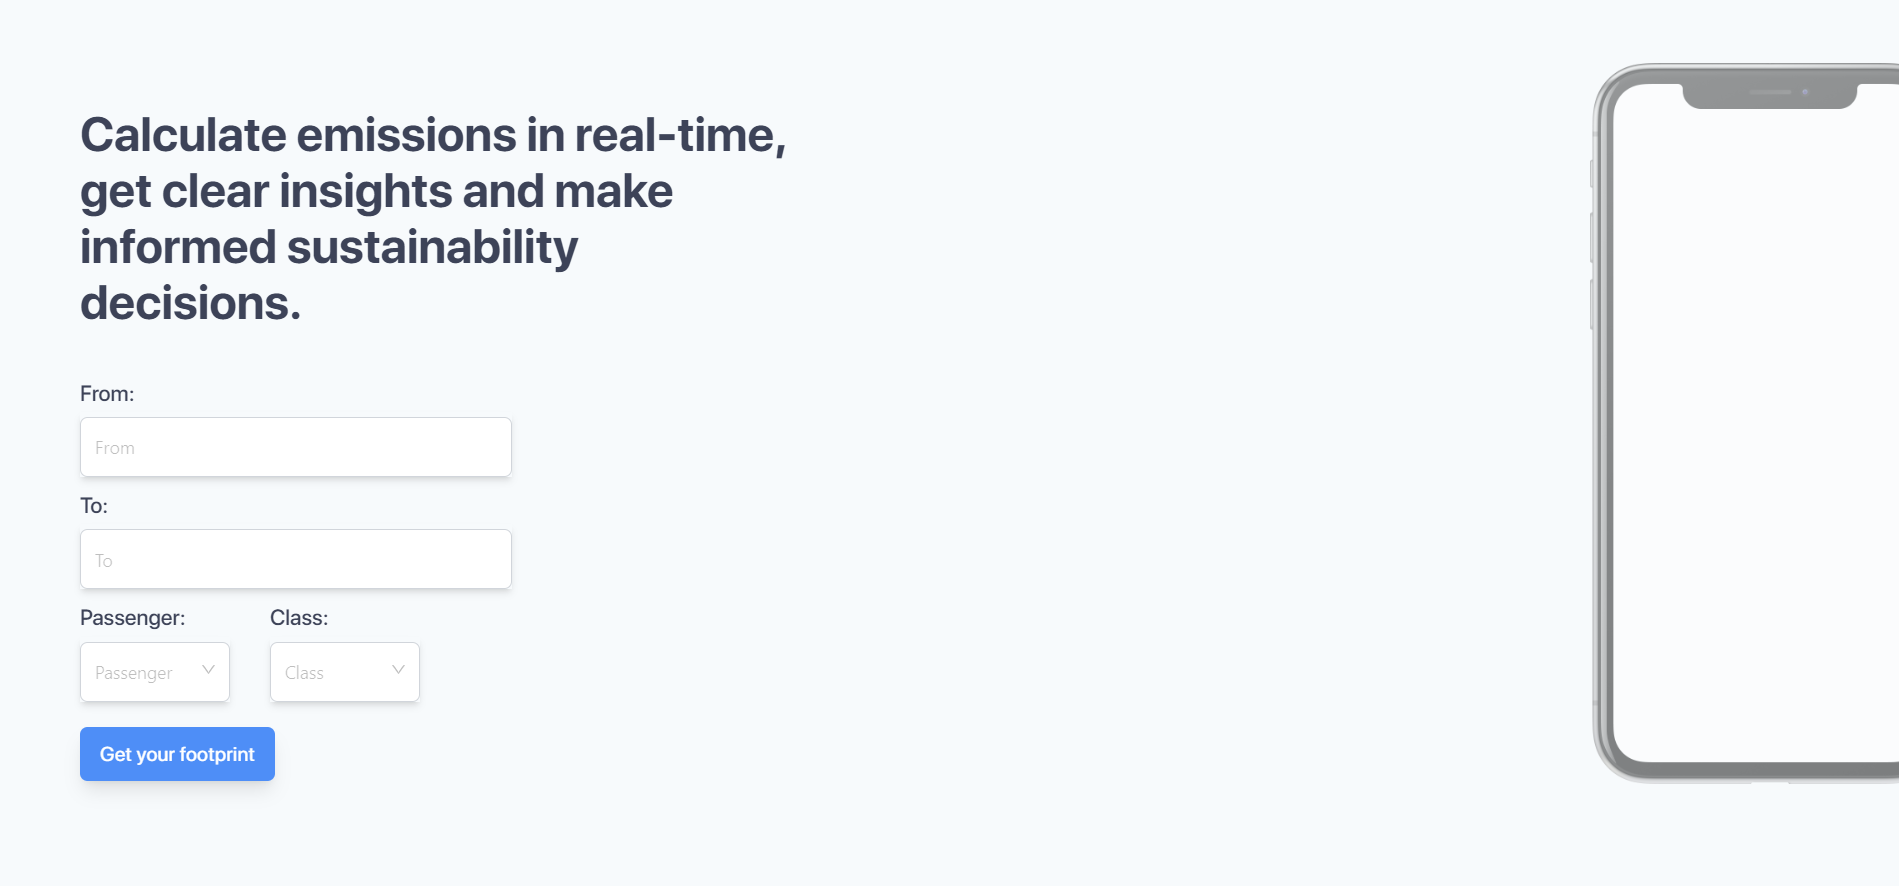 Calculate emissions in real-time,
get clear insights and make
informed sustainability
decisions.
From:
From
To:
To
Passenger: Class:
Passenger Class
Get your footprint